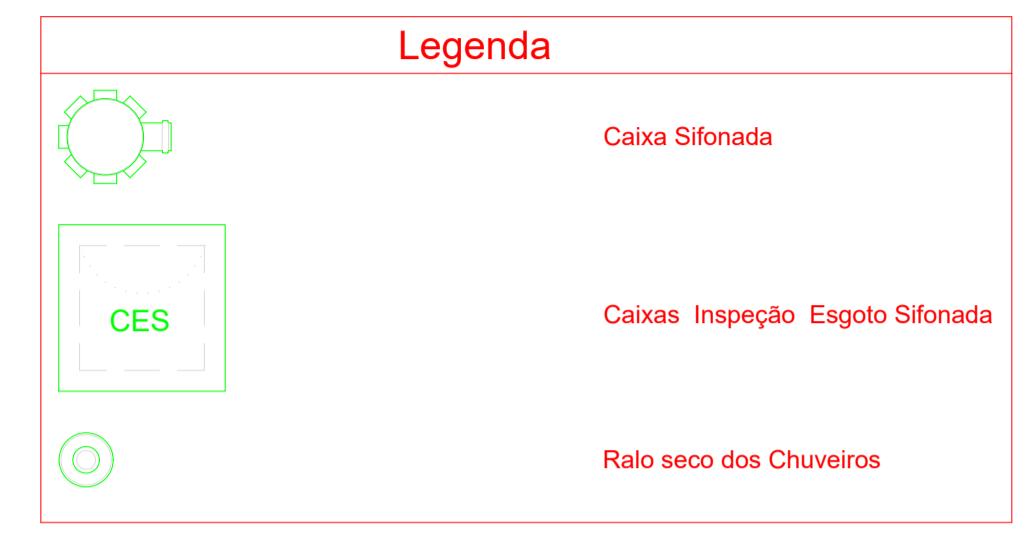 Legenda
Caixa Sifonada
CES
Caixas Inspeção Esgoto Sifonada
Ralo seco dos Chuveiros